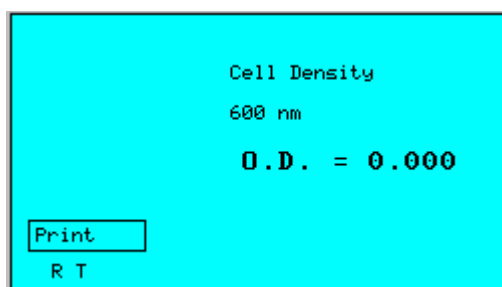 Cell Density
600 nm
O.D. = 0.000
Print
R T